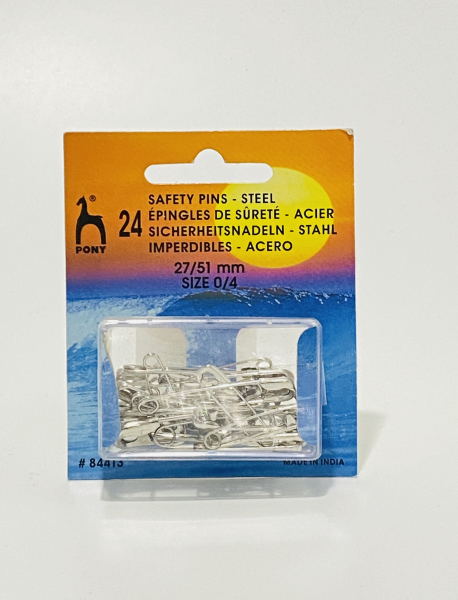 ®
PONY
24
SAFETY PINS - STEEL
ÉPINGLES DE SÛRETÉ - ACIER
SICHERHEITSNADELN - STAHL
IMPERDIBLES - ACERO
27/51 mm
SIZE 0/4
# 84413
MADE IN INDIA